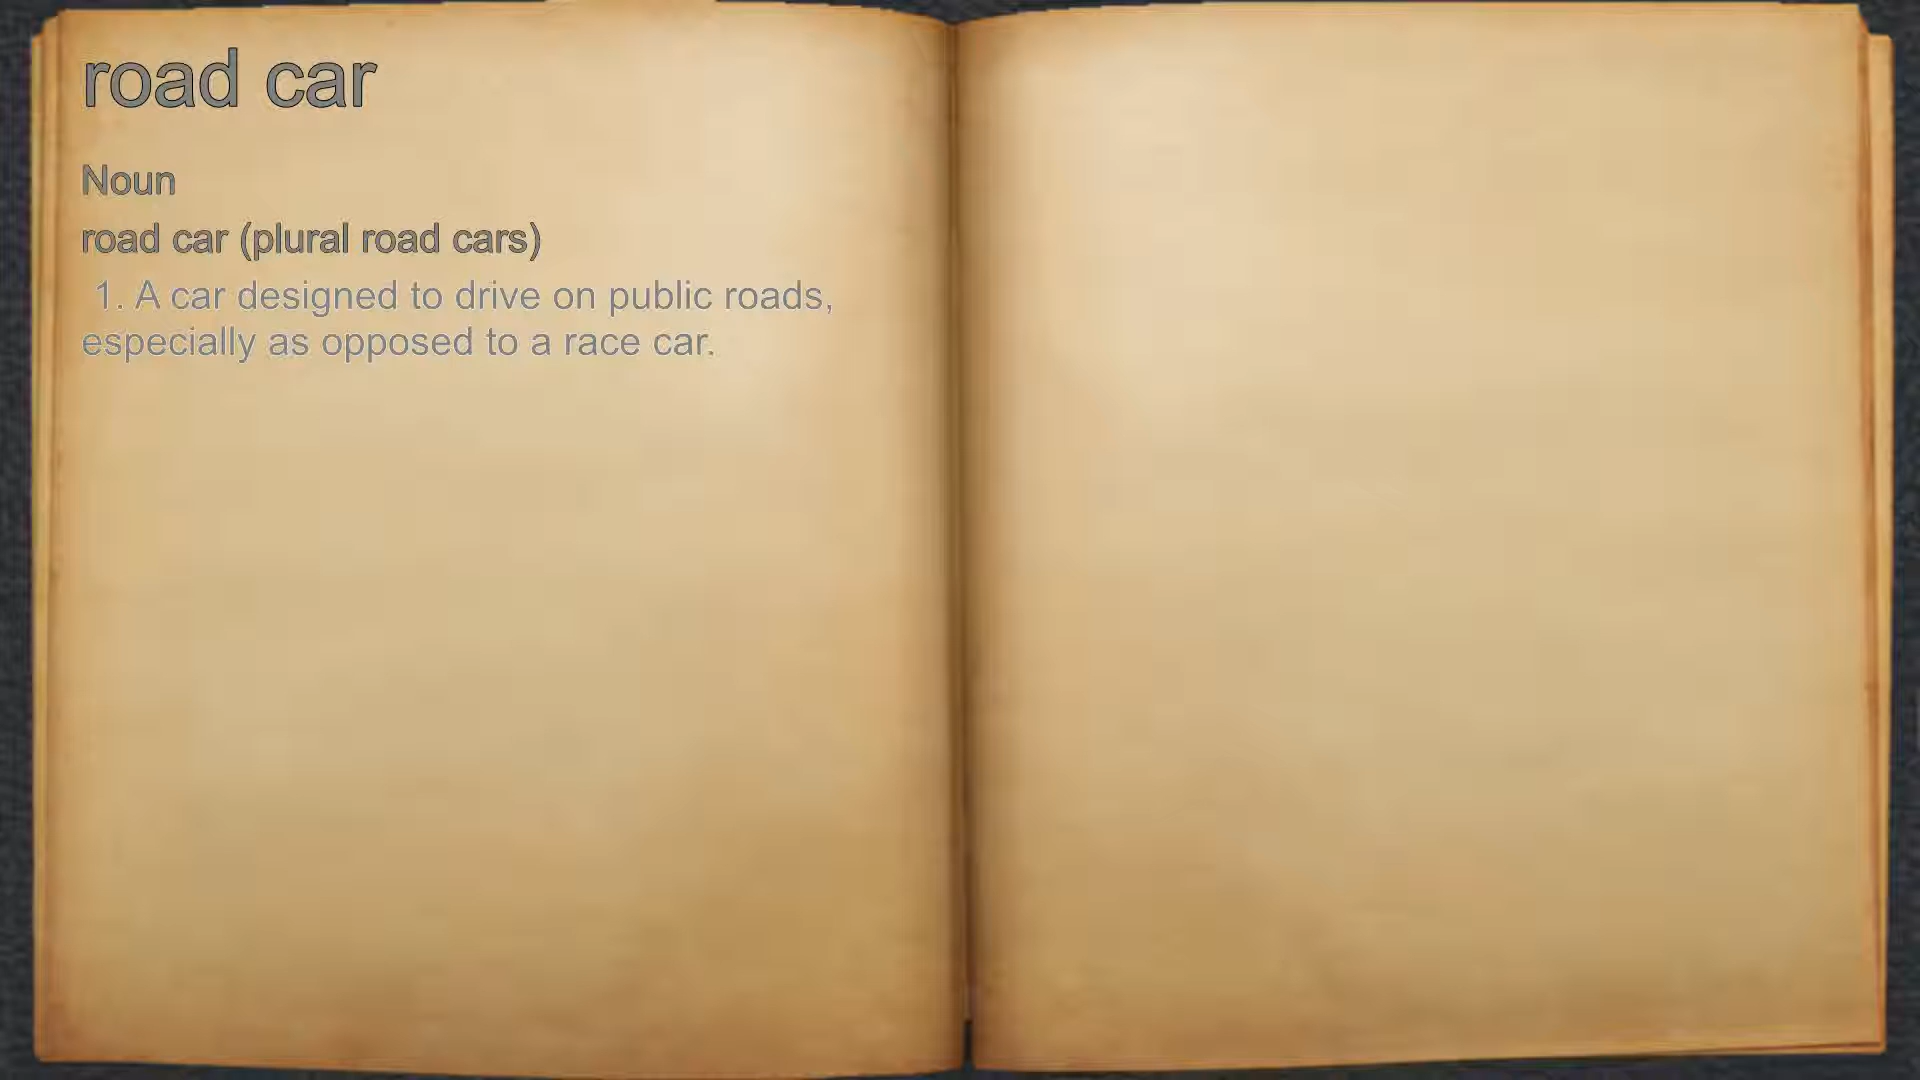 road car
Noun
road car (plural road cars)
1. A car designed to drive on public roads,
especially as opposed to a race car.